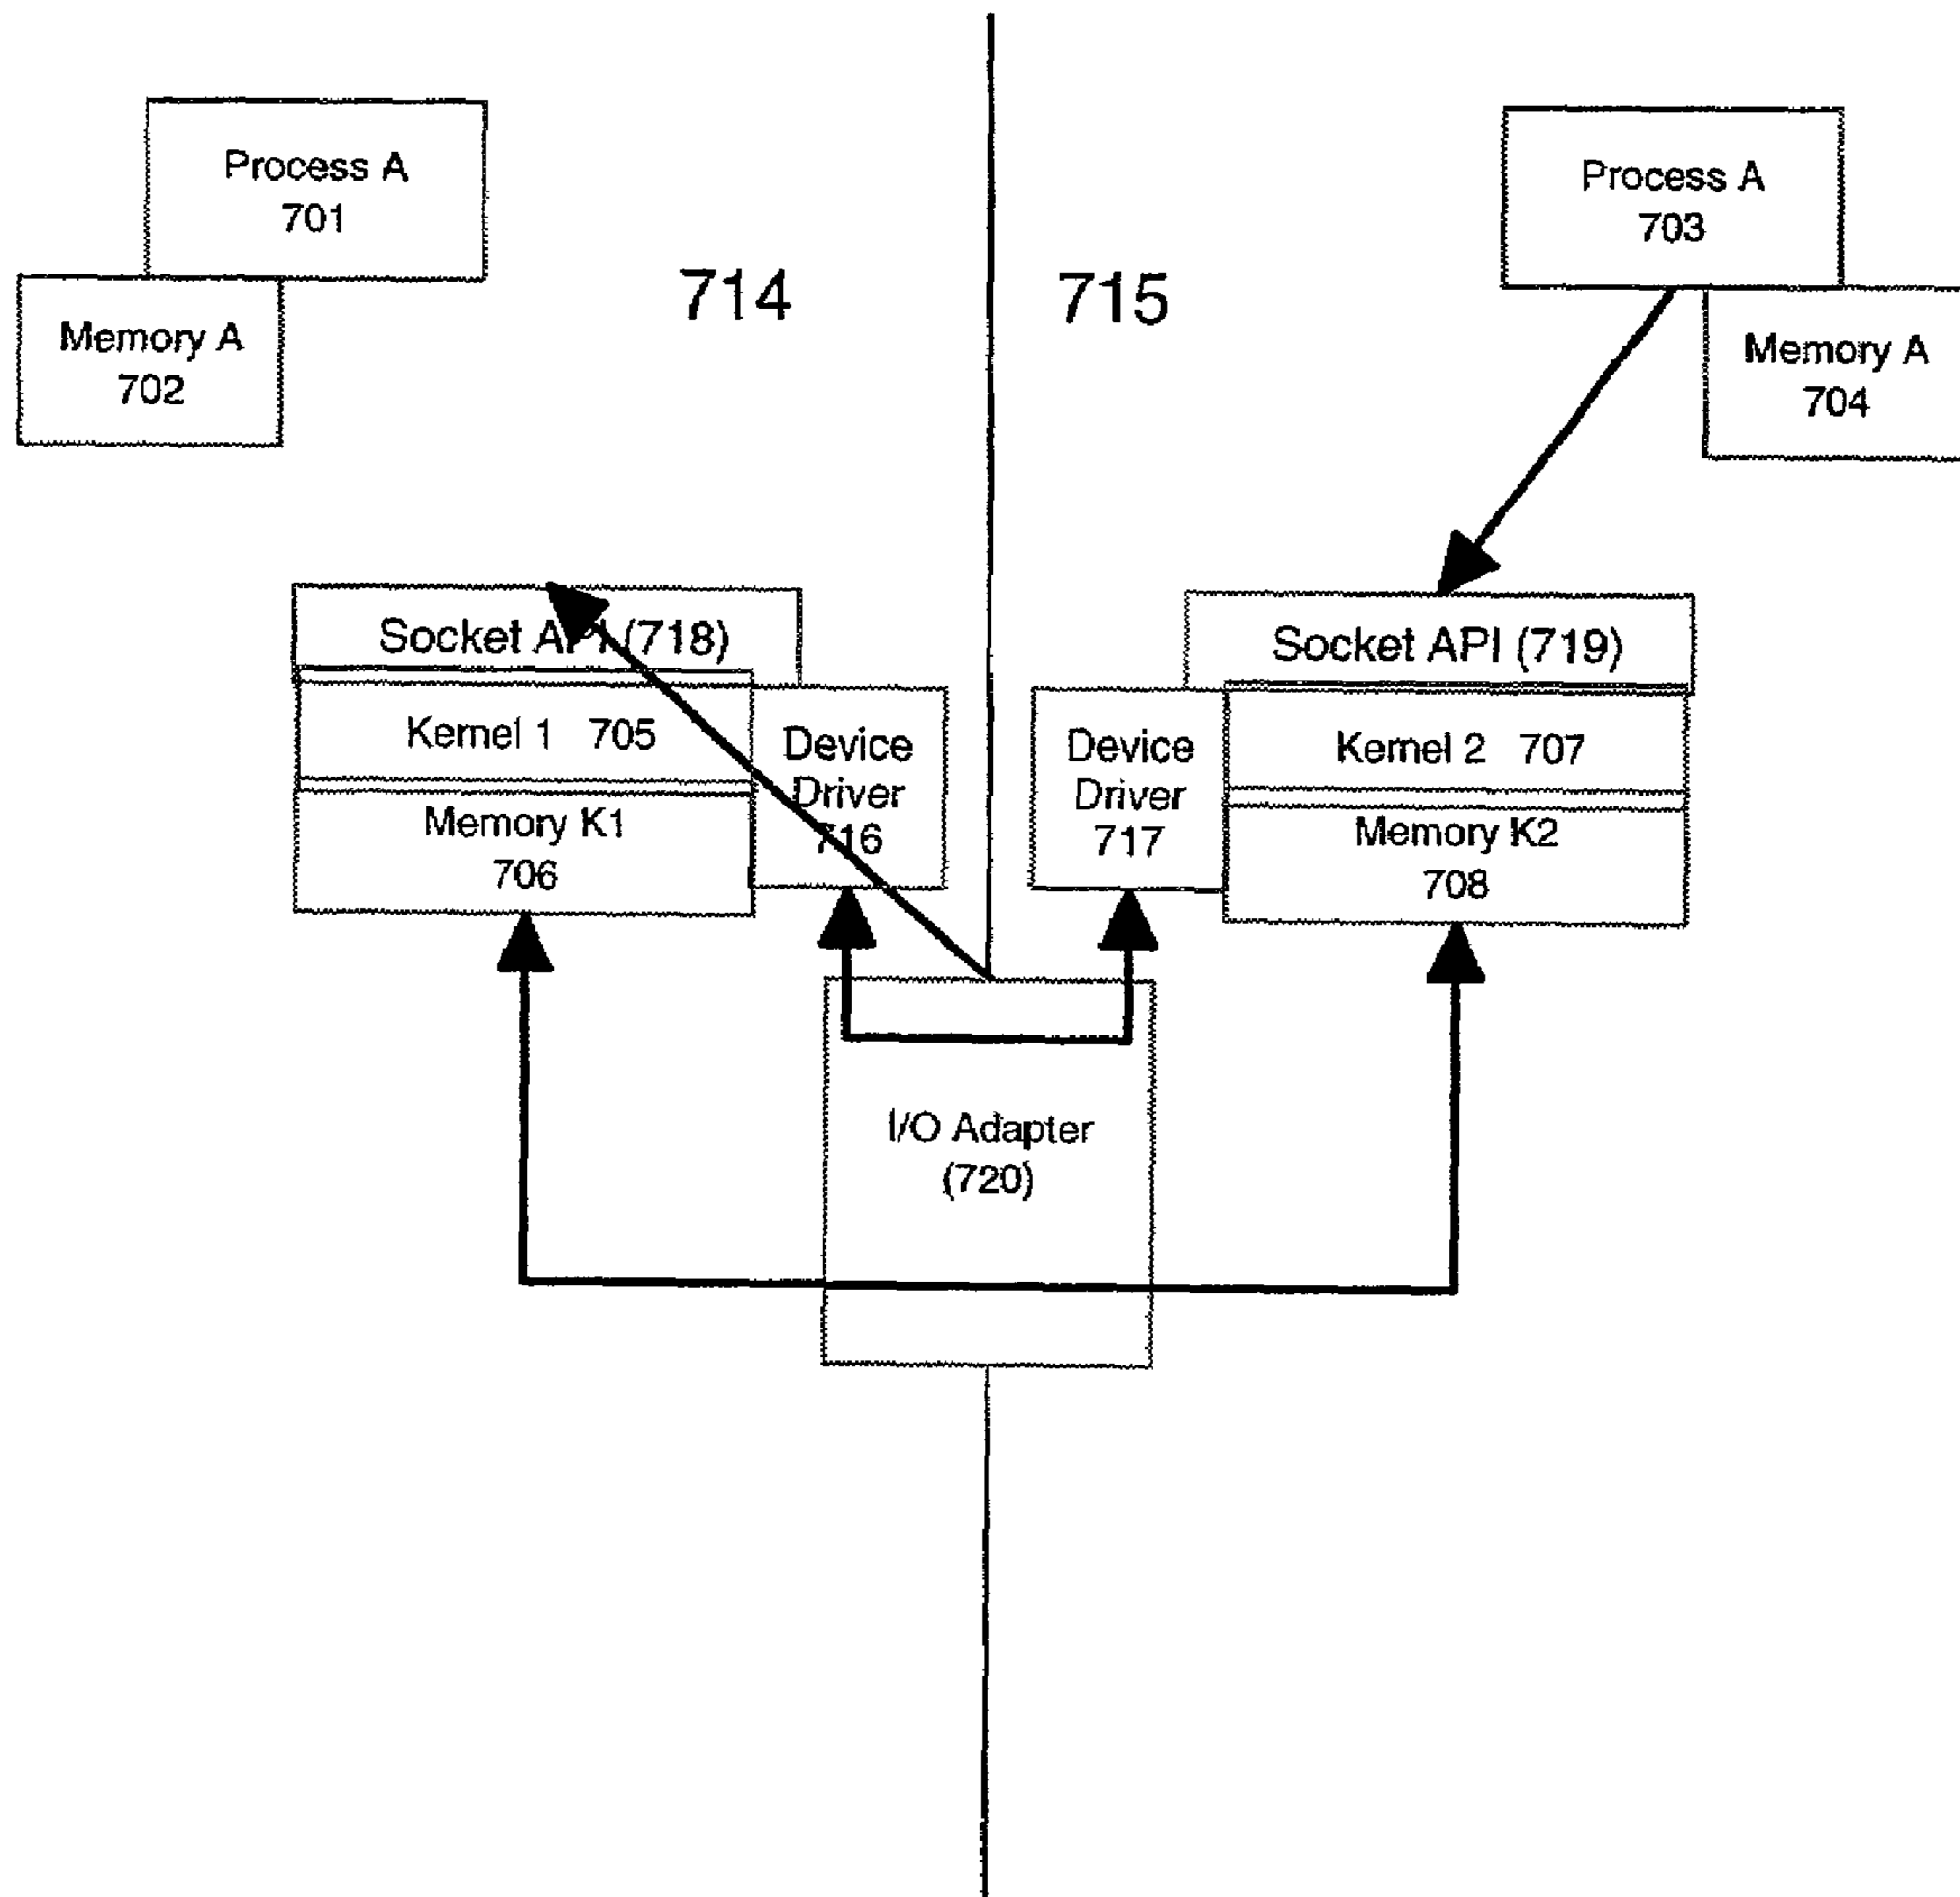 Process A
701
Memory A
702
714
715
Process A
703
Memory A
704
Socket API (718)
Kernel 1 705
Device
Driver
716
Memory K1
706
Socket API (719)
Device
Driver
717
Kernel 2 707
Memory K2
708
I/O Adapter
(720)